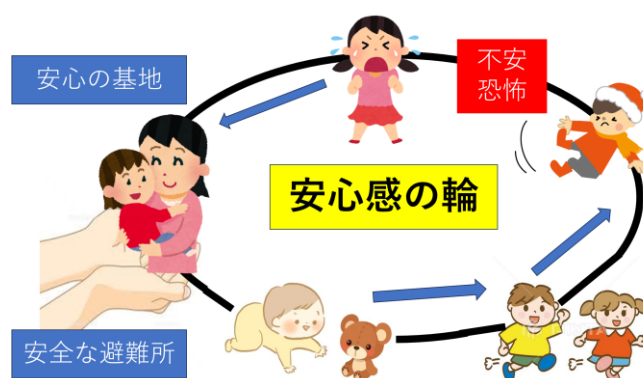 安心の基地
不安
恐怖
安心感の輪
安全な避難所